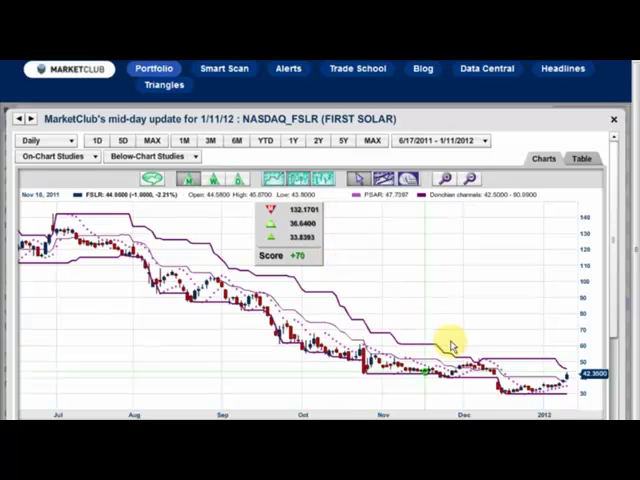 MARKETCLUB Portfolio Smart Scan Alerts Trade School Blog Data Central Headlines
Triangles
MarketClub's mid-day update for 1/11/12 : NASDAQ_FSLR (FIRST SOLAR)
Daily 1D 5D MAX 1M 3M 6M YTD 1Y 2Y 5Y MAX 6/17/2011 - 1/11/2012
On-Chart Studies Below-Chart Studies Charts Table
M W D
Nov 16, 2011 FSLR: 44.0600 (-1.0000, -2.21%) Open: 44.5800 High: 45.8700 Low: 43.8000 PSAR: 47.7397 Donchian channels: 42.5000 - 60.9900
132.1701
36.6400
33.8393
Score +70
140
120
110
100
90
80
70
60
50
42.3500
30
Jul Aug Sep Oct Nov Dec 2012